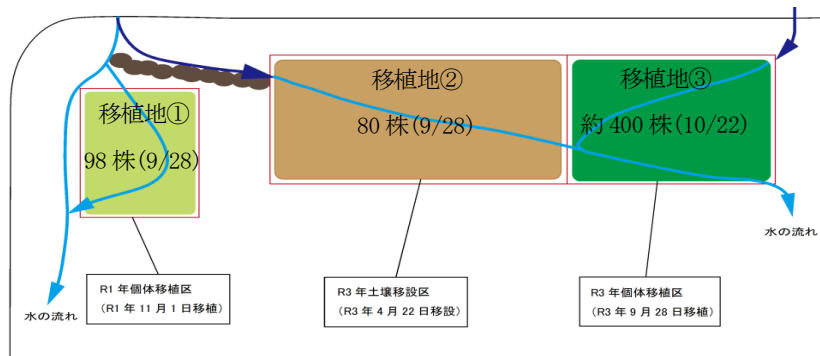 移植地①
98 株(9/28)
移植地②
80 株(9/28)
移植地③
約 400 株(10/22)
水の流れ
水の流れ
R1 年個体移植区
（R1 年 11 月 1 日移植）
R3 年土壌移設区
（R3 年 4 月 22 日移設）
R3 年個体移植区
（R3 年 9 月 28 日移植）